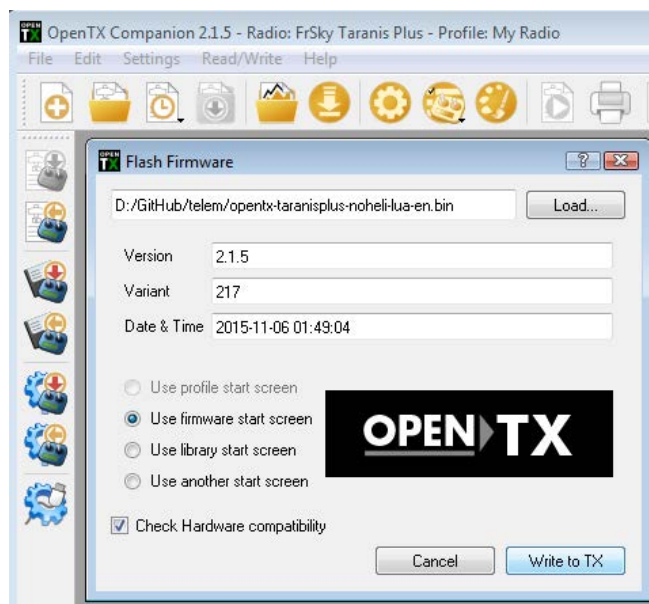 OpenTX Companion 2.1.5 - Radio: FrSky Taranis Plus - Profile: My Radio
File Edit Settings Read/Write Help
Flash Firmware
D:/GitHub/telem/opentx-taranisplus-noheli-lua-en.bin Load...
Version 2.1.5
Variant 217
Date & Time 2015-11-06 01:49:04
Use profile start screen
Use firmware start screen
Use library start screen
Use another start screen
OPEN TX
Check Hardware compatibility
Cancel Write to TX